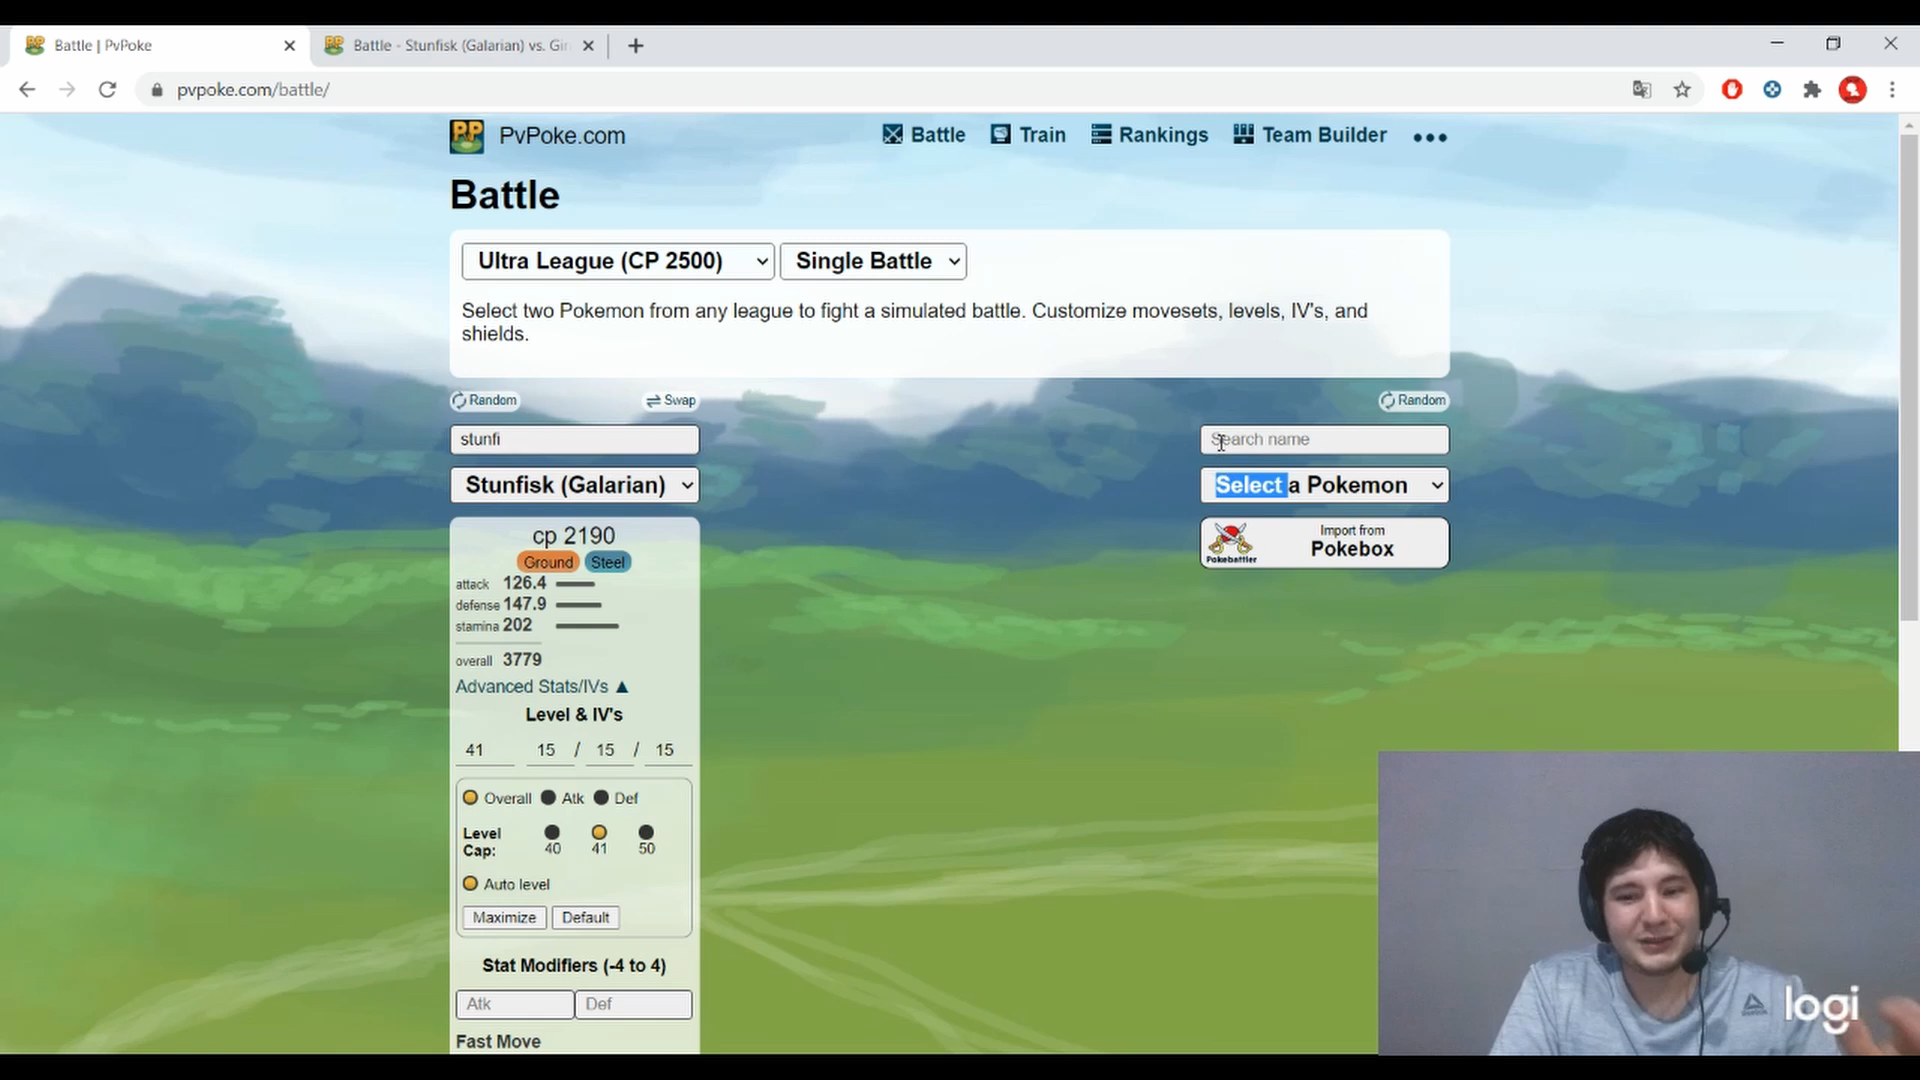 Battle | PvPoke
Battle - Stunfisk (Galarian) vs. Gir
pvpoke.com/battle/
PP PvPoke.com
Battle
Train
Rankings
Team Builder
Battle
Ultra League (CP 2500)
Single Battle
Select two Pokemon from any league to fight a simulated battle. Customize movesets, levels, IV's, and
shields.
Random
Swap
Random
stunfi
Search name
Stunfisk (Galarian)
Select a Pokemon
cp 2190
Import from
Pokebox
Pokebattler
Ground Steel
attack 126.4
defense 147.9
stamina 202
overall 3779
Advanced Stats/IVs ▲
Level & IV's
41 15 / 15 / 15
Overall Atk Def
Level
Cap:
40 41 50
Auto level
Maximize Default
Stat Modifiers (-4 to 4)
Atk Def
Fast Move
logi